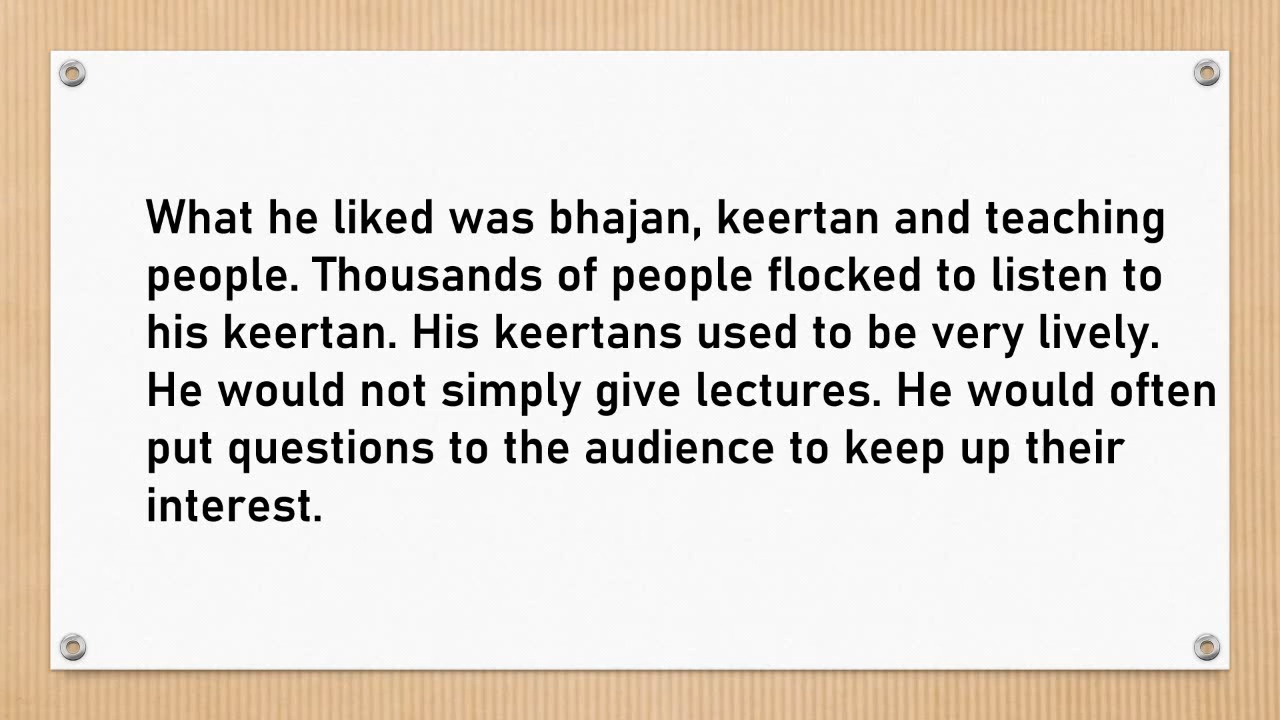 What he liked was bhajan, keertan and teaching
people. Thousands of people flocked to listen to
his keertan. His keertans used to be very lively.
He would not simply give lectures. He would often
put questions to the audience to keep up their
interest.